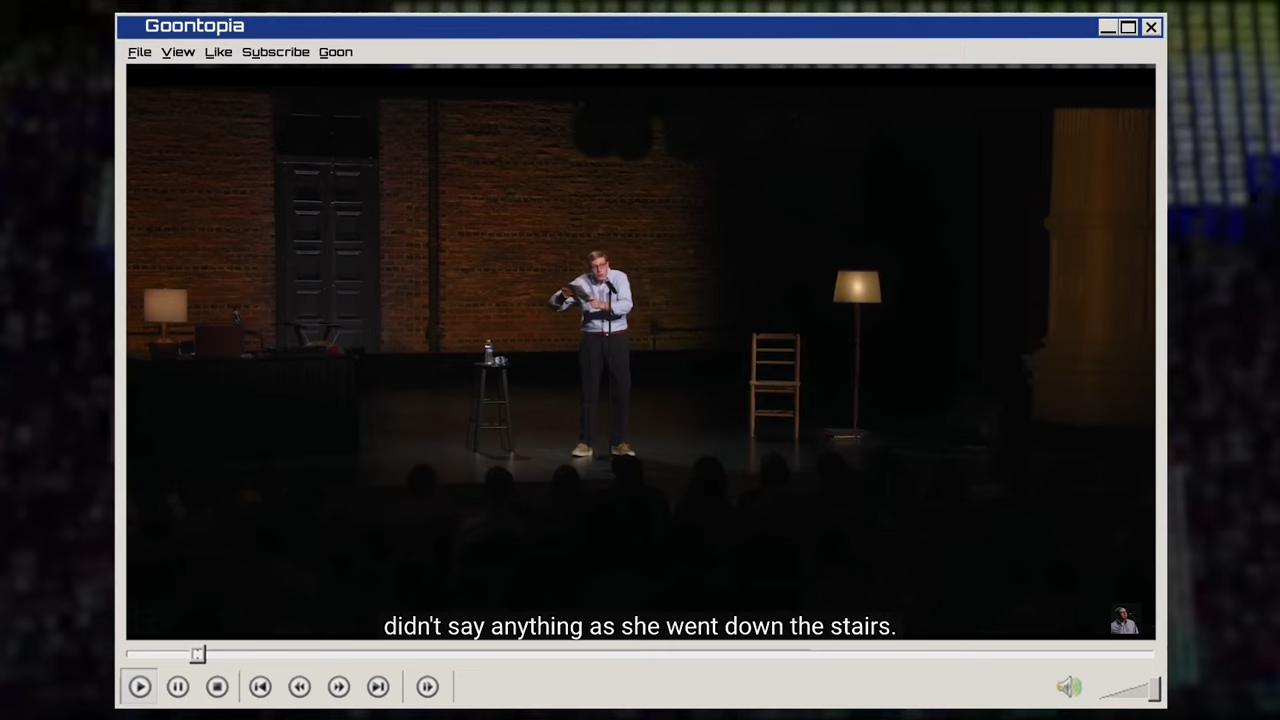 Goontopia
File View Like Subscribe Goon
didn't say anything as she went down the stairs.